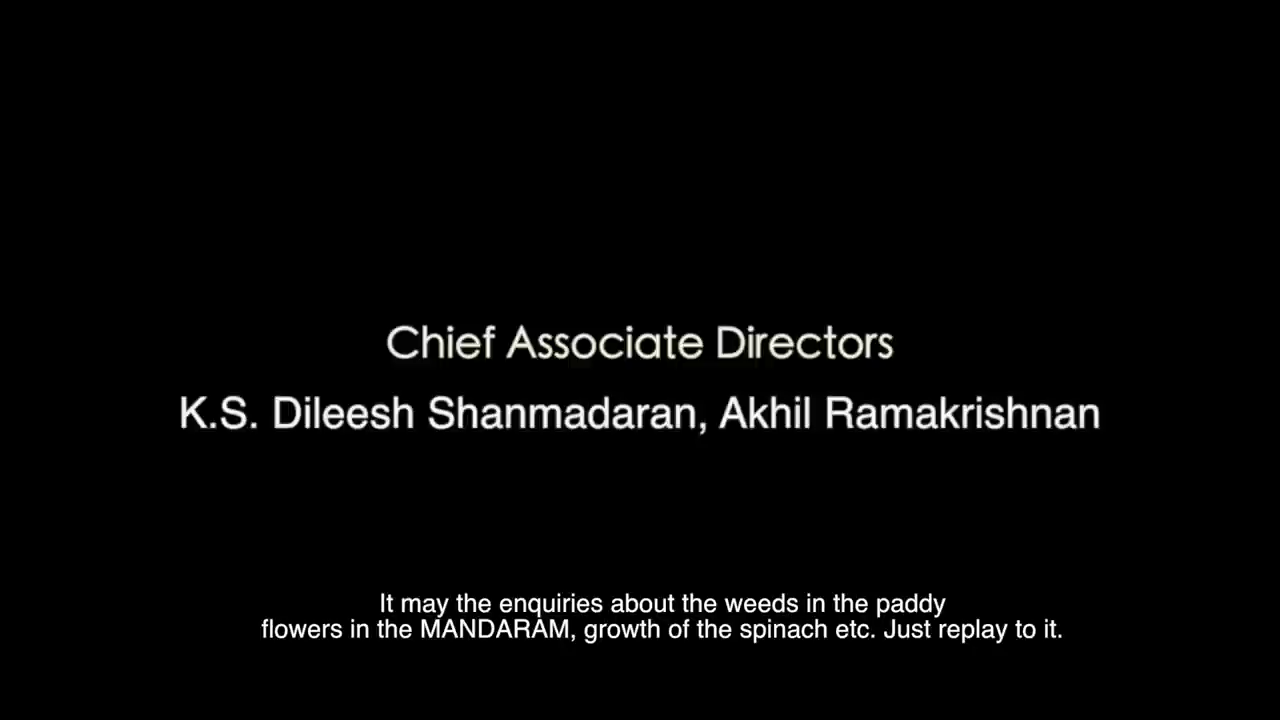 Chief Associate Directors
K.S. Dileesh Shanmadaran, Akhil Ramakrishnan
It may the enquiries about the weeds in the paddy
flowers in the MANDARAM, growth of the spinach etc. Just replay to it.